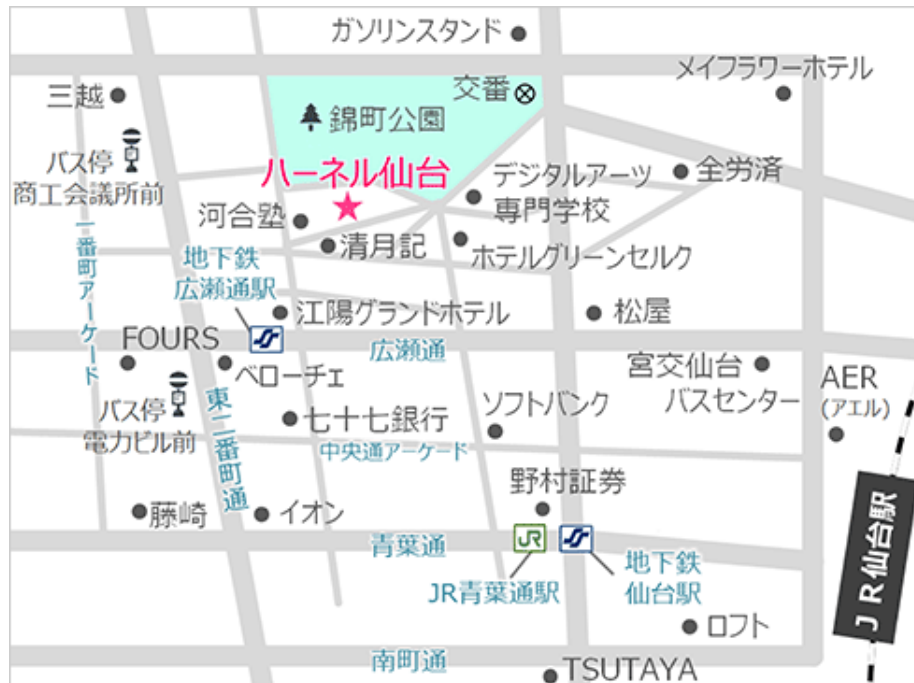 ガソリンスタンド
メイフラワーホテル
三越
交番
錦町公園
バス停
商工会議所前
ハーネル仙台
デジタルアーツ
専門学校
全労済
河合塾
清月記
ホテルグリーンセルク
一番町アーケード
地下鉄
広瀬通駅
江陽グランドホテル
松屋
FOURS
広瀬通
ベローチェ
宮交仙台
バスセンター
AER
(アエル)
バス停
電力ビル前
東二番町通
七十七銀行
ソフトバンク
中央通アーケード
野村証券
藤崎
イオン
青葉通
JR
JR青葉通駅
地下鉄
仙台駅
JR仙台駅
ロフト
南町通
TSUTAYA